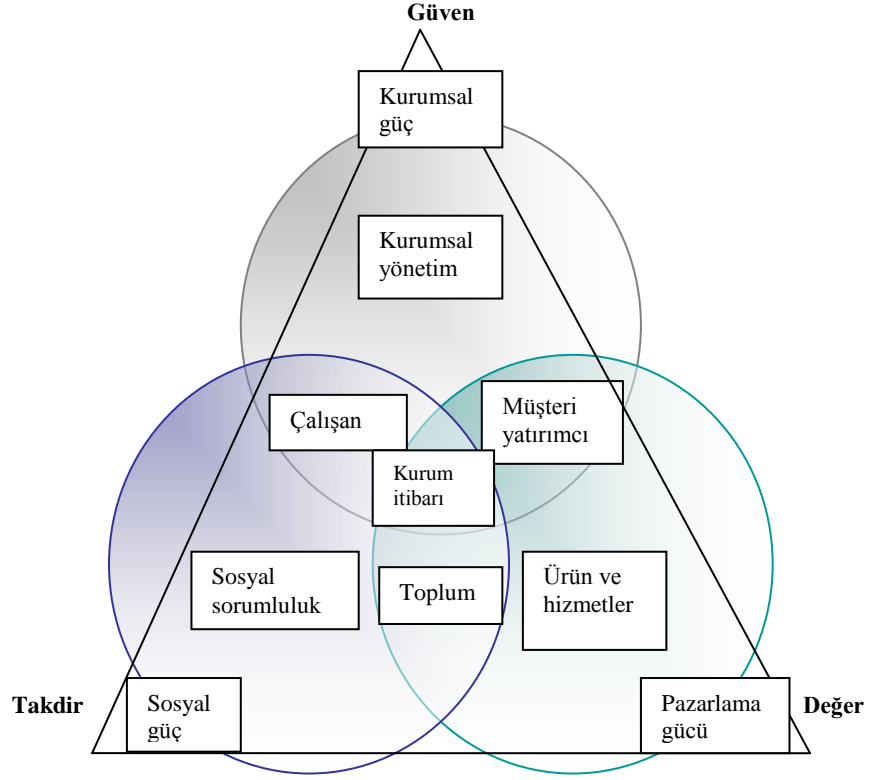 Güven
Kurumsal
güç
Kurumsal
yönetim
Çalışan
Müşteri
yatırımcı
Kurum
itibarı
Sosyal
sorumluluk
Toplum
Ürün ve
hizmetler
Takdir
Sosyal
güç
Pazarlama
gücü
Değer